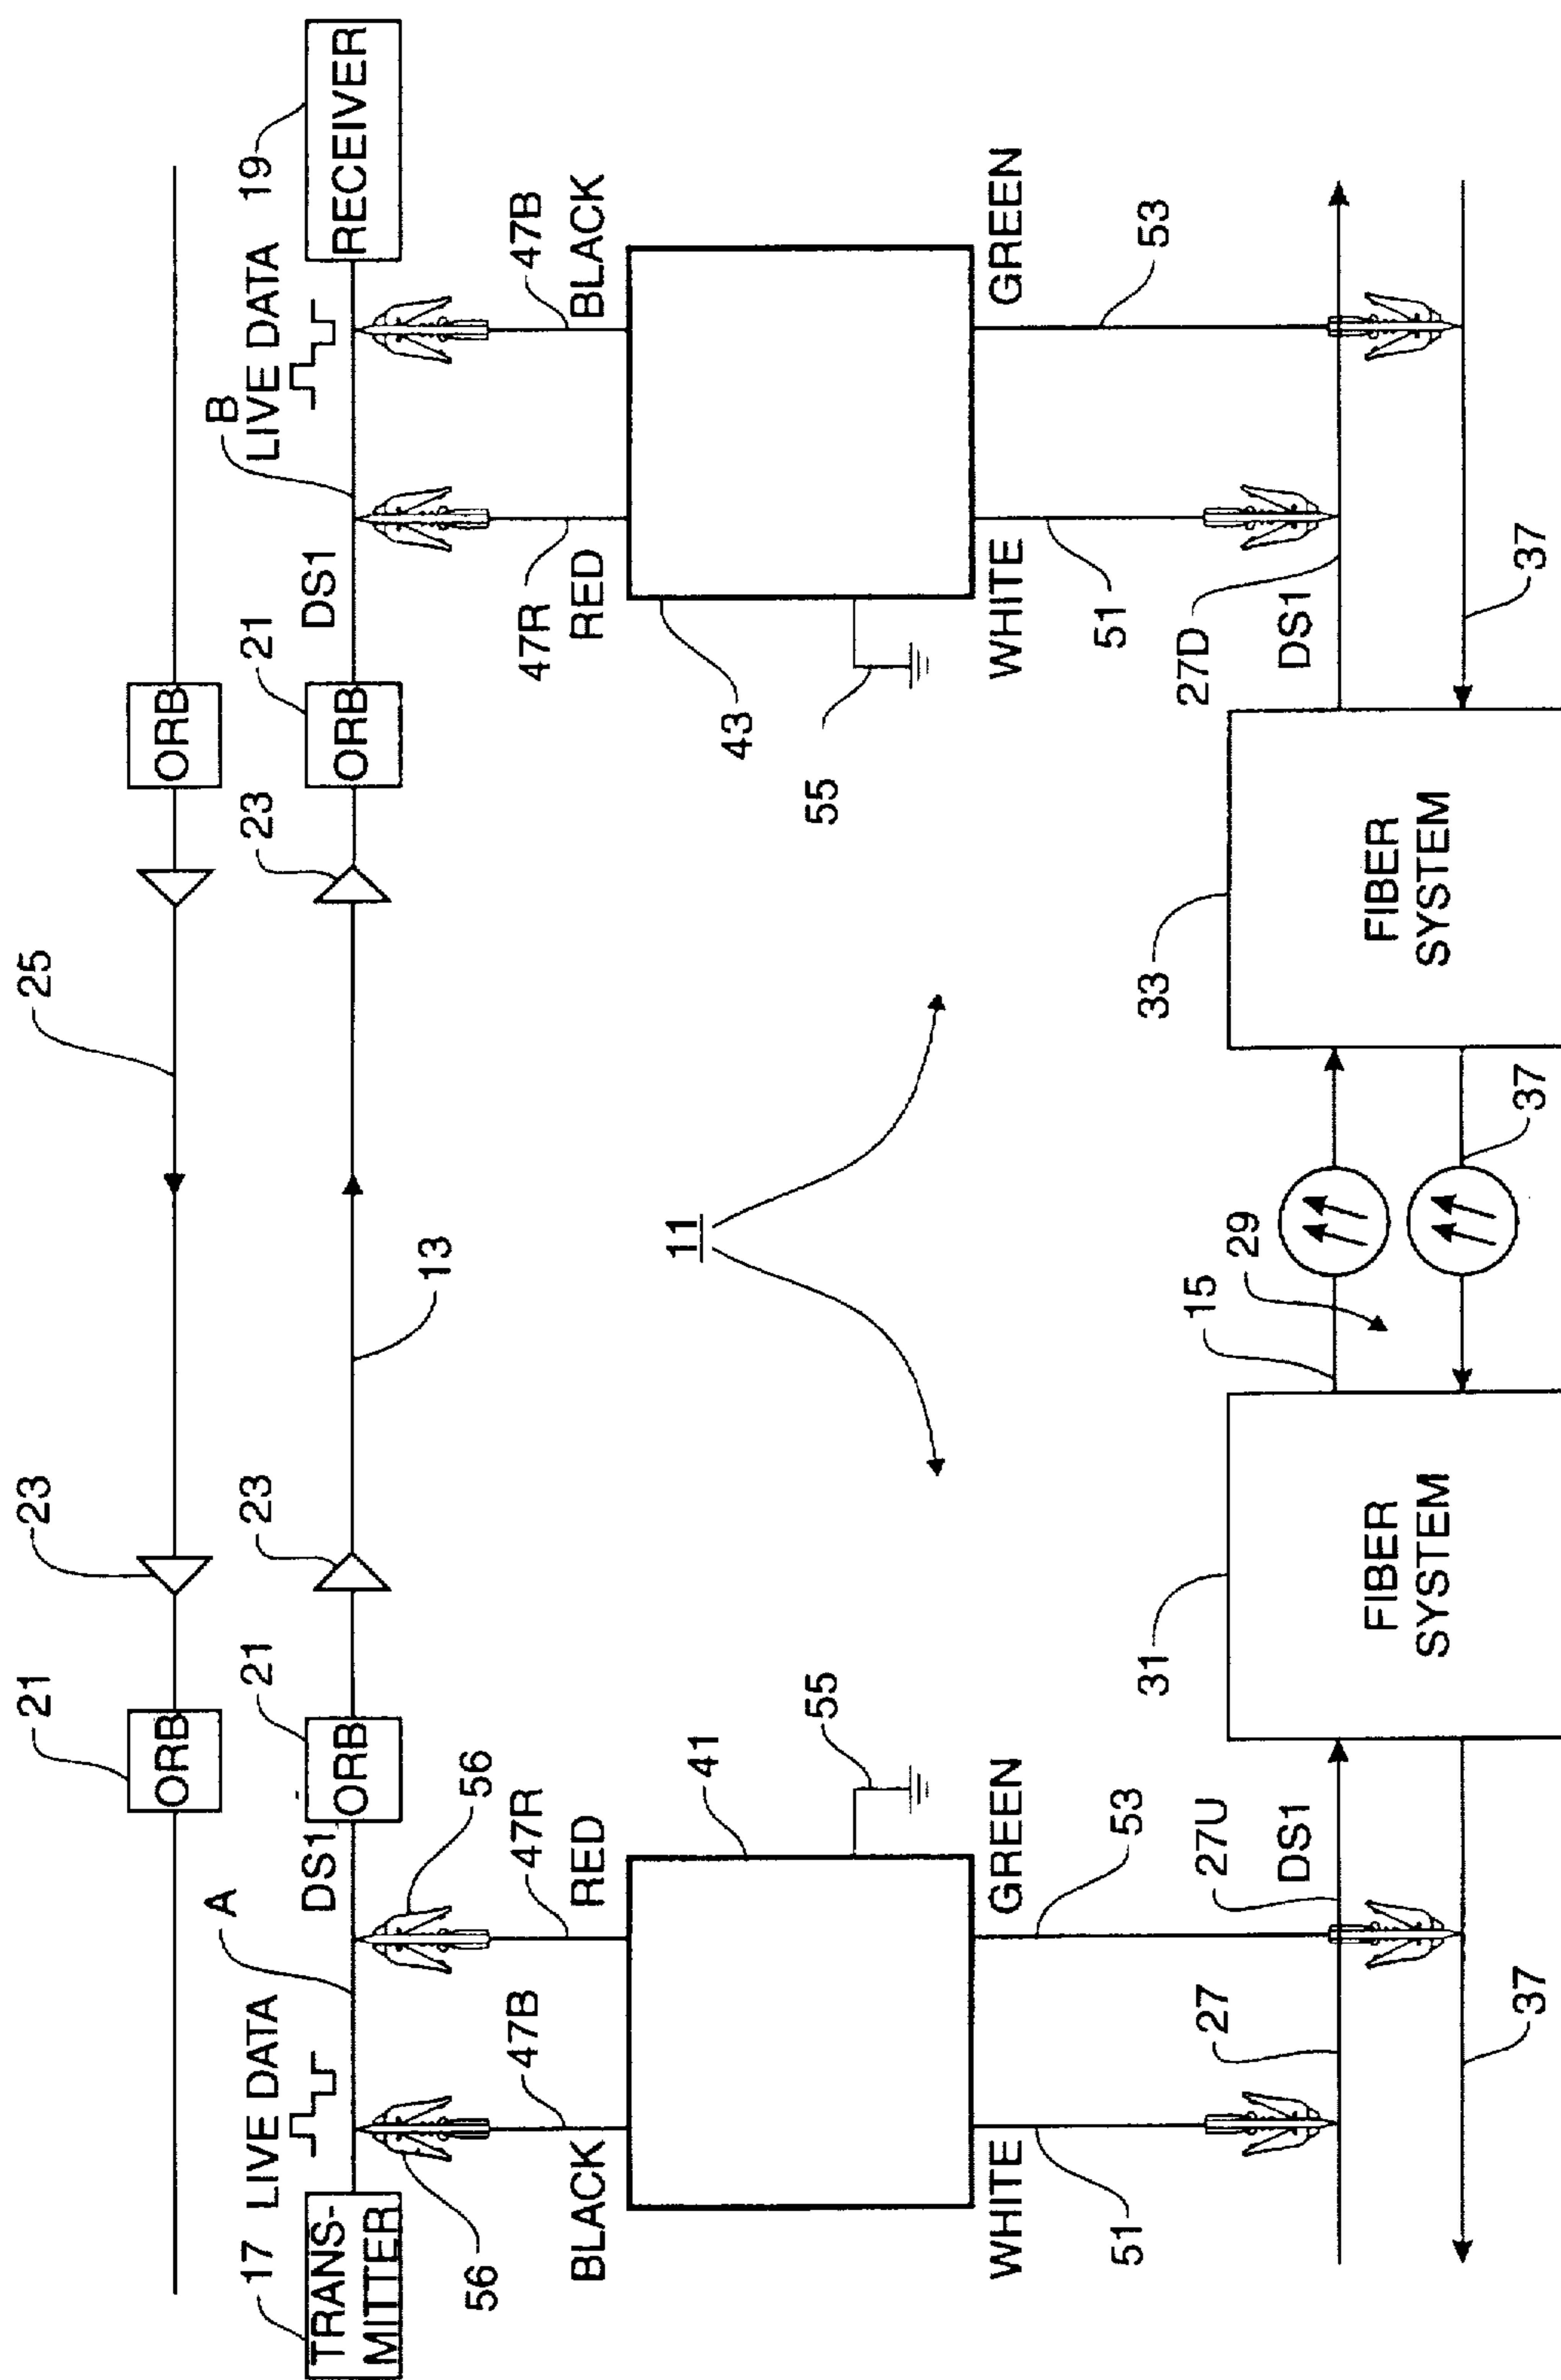 25
21
23
ORB
ORB
17
LIVE DATA
A
DS1
21
23
13
23
21
DS1
B
LIVE DATA
19
TRANS-
MITTER
ORB
ORB
RECEIVER
56
56
47B
47R
47R
47B
BLACK
RED
RED
BLACK
41
11
43
55
55
WHITE
GREEN
WHITE
GREEN
51
53
51
53
27
27U
DS1
31
15
29
33
27D
DS1
FIBER
SYSTEM
FIBER
SYSTEM
37
37
37